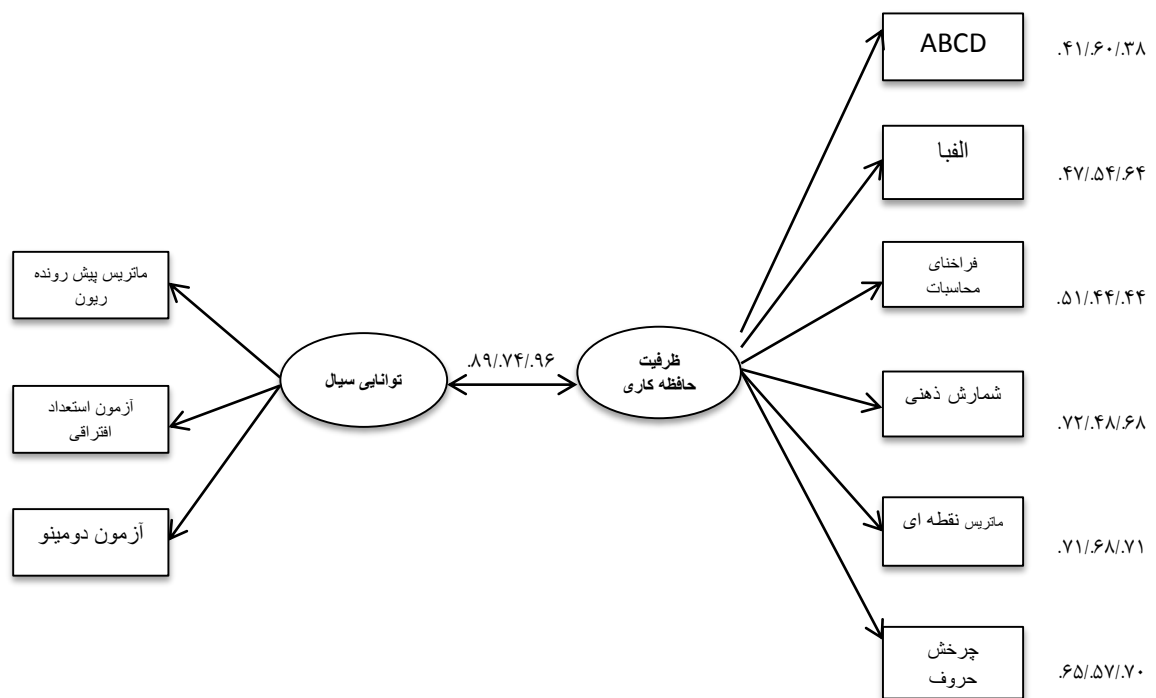 ABCD
.۴۱/.۶۰/.۳۸
الفبا
.۴۷/.۵۴/.۶۴
فراخنای
محاسبات
.۵۱/.۴۴/.۴۴
ماتریس پیش رونده
ریون
توانایی سیال
.۸۹/.۷۴/.۹۶
ظرفیت
حافظه کاری
آزمون استعداد
افتراقی
شمارش ذهنی
.۷۲/.۴۸/.۶۸
آزمون دومینو
ماتریس نقطه ای
.۷۱/.۶۸/.۷۱
چرخش
حروف
.۶۵/.۵۷/.۷۰